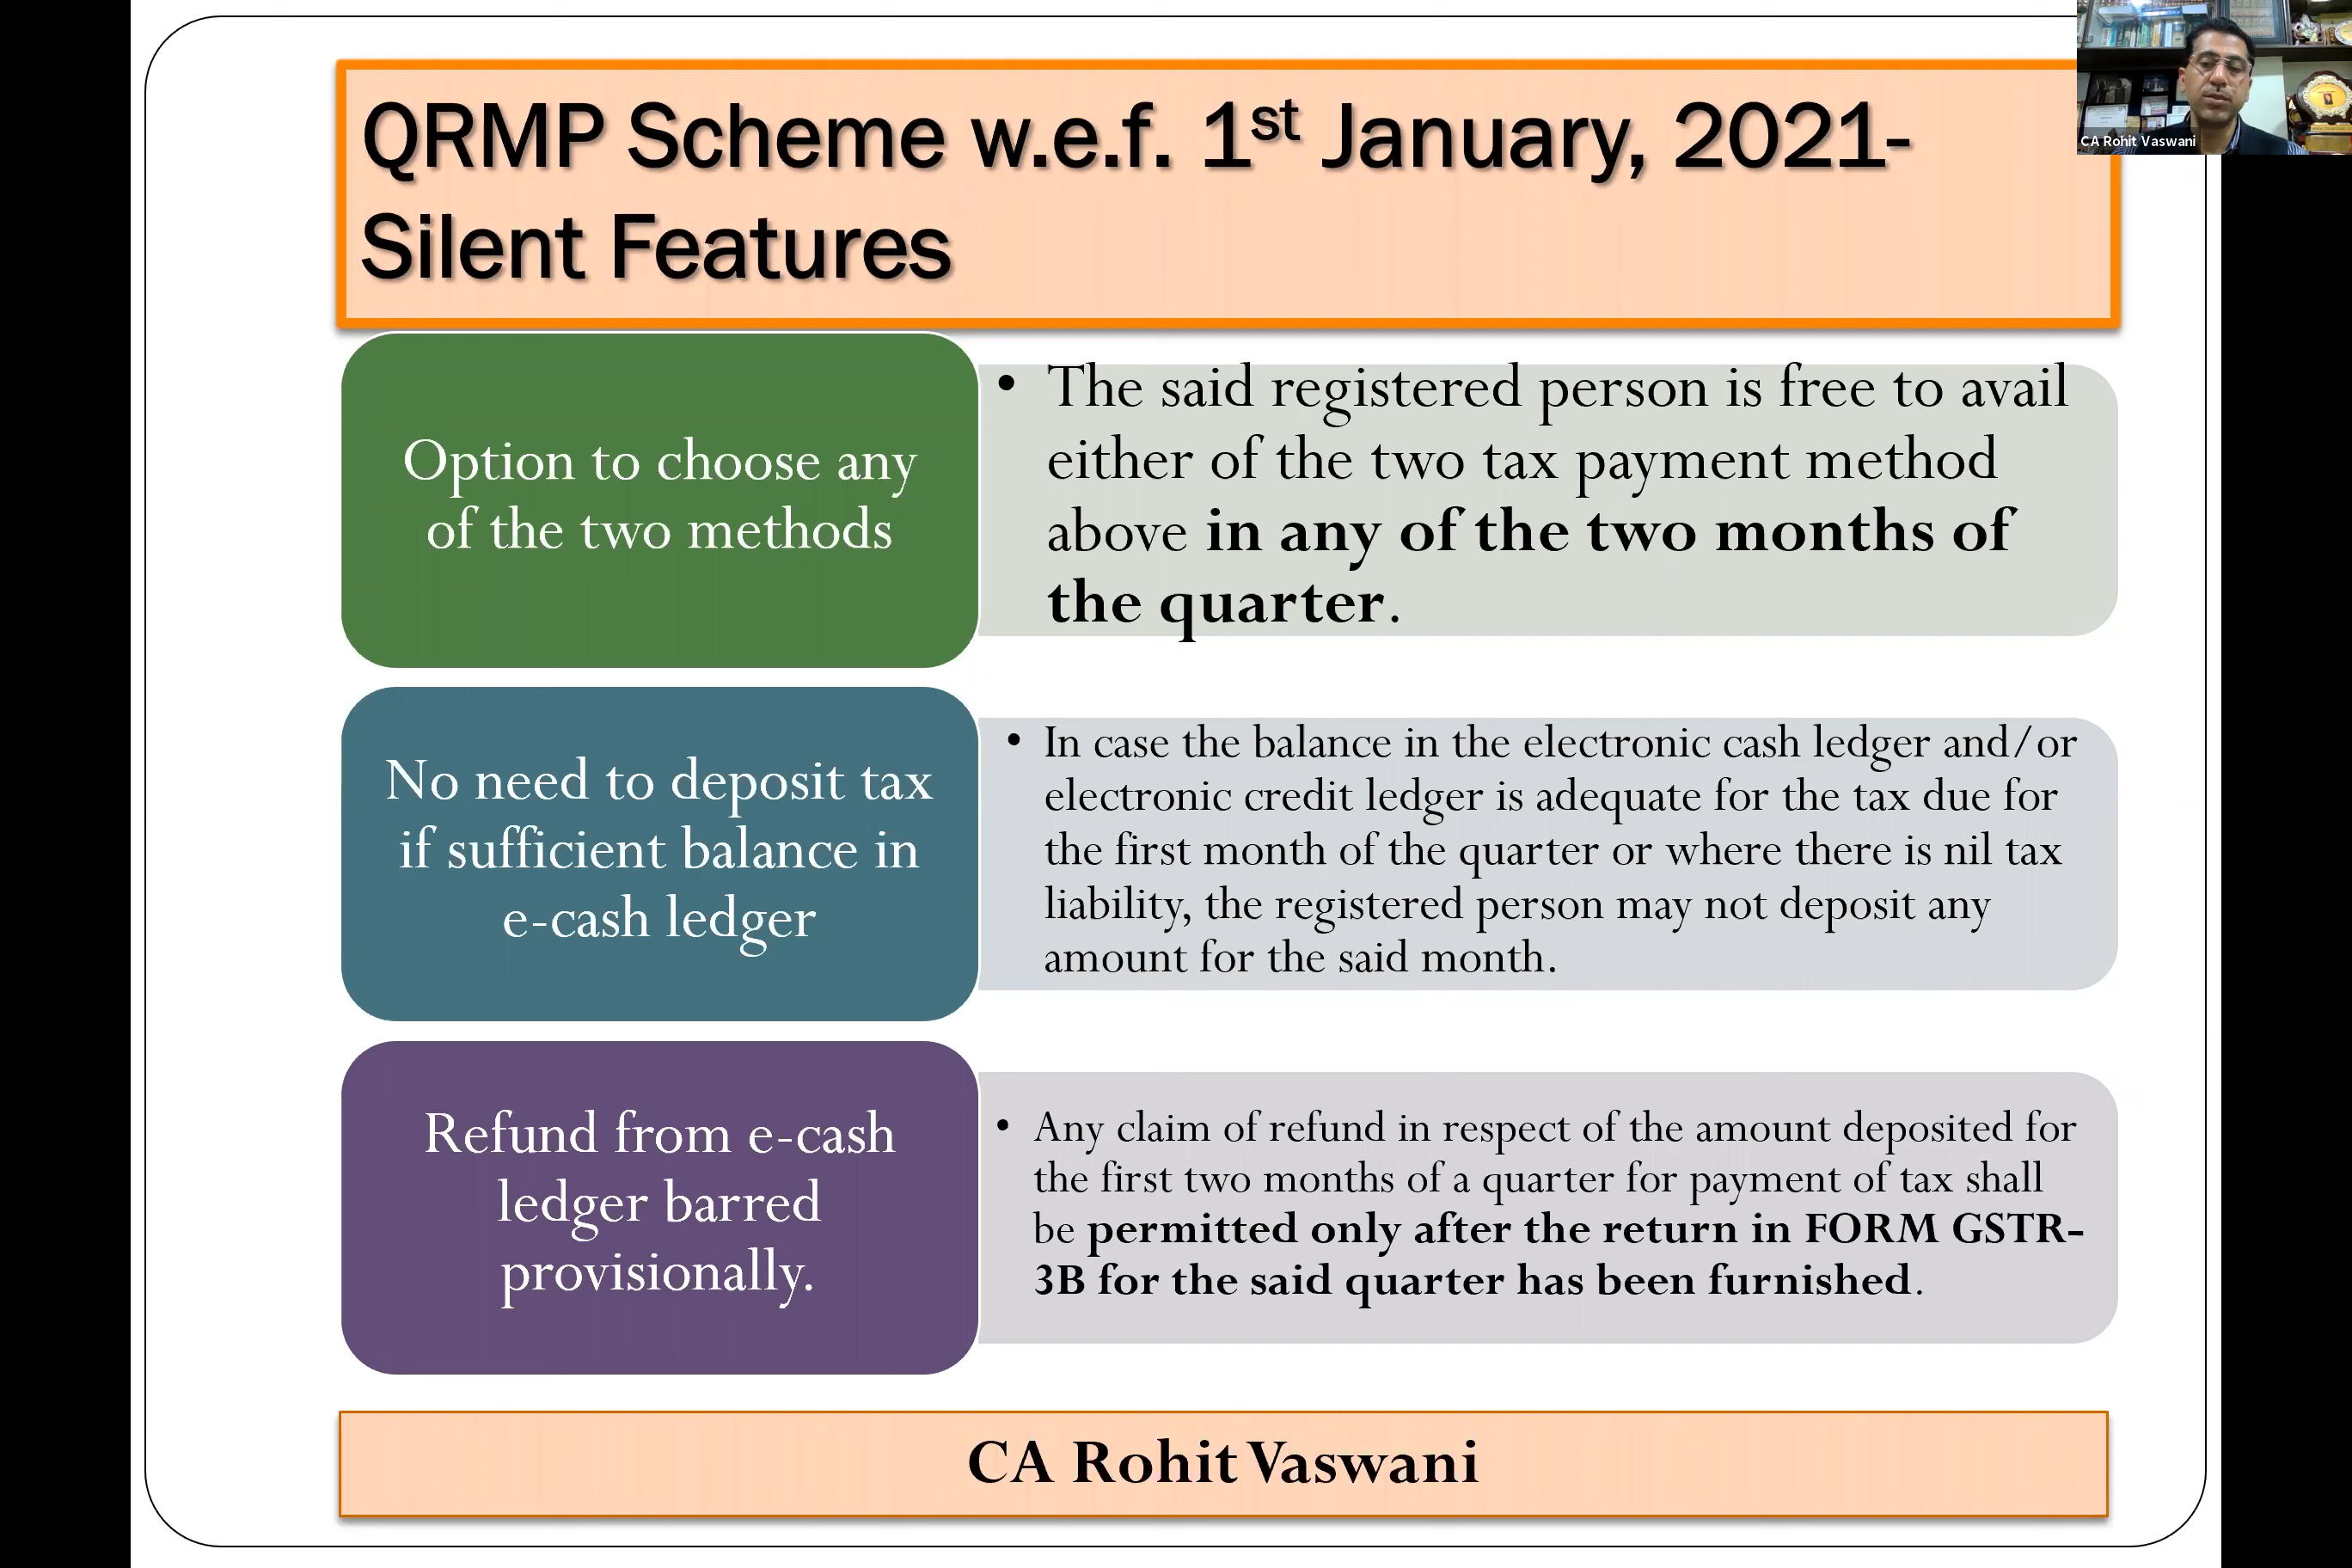 QRMP Scheme w.e.f. 1st January, 2021-
Silent Features
CA Rohit Vaswani
Option to choose any
of the two methods
• The said registered person is free to avail
either of the two tax payment method
above in any of the two months of
the quarter.
No need to deposit tax
if sufficient balance in
e-cash ledger
• In case the balance in the electronic cash ledger and/or
electronic credit ledger is adequate for the tax due for
the first month of the quarter or where there is nil tax
liability, the registered person may not deposit any
amount for the said month.
Refund from e-cash
ledger barred
provisionally.
• Any claim of refund in respect of the amount deposited for
the first two months of a quarter for payment of tax shall
be permitted only after the return in FORM GSTR-
3B for the said quarter has been furnished.
CA Rohit Vaswani